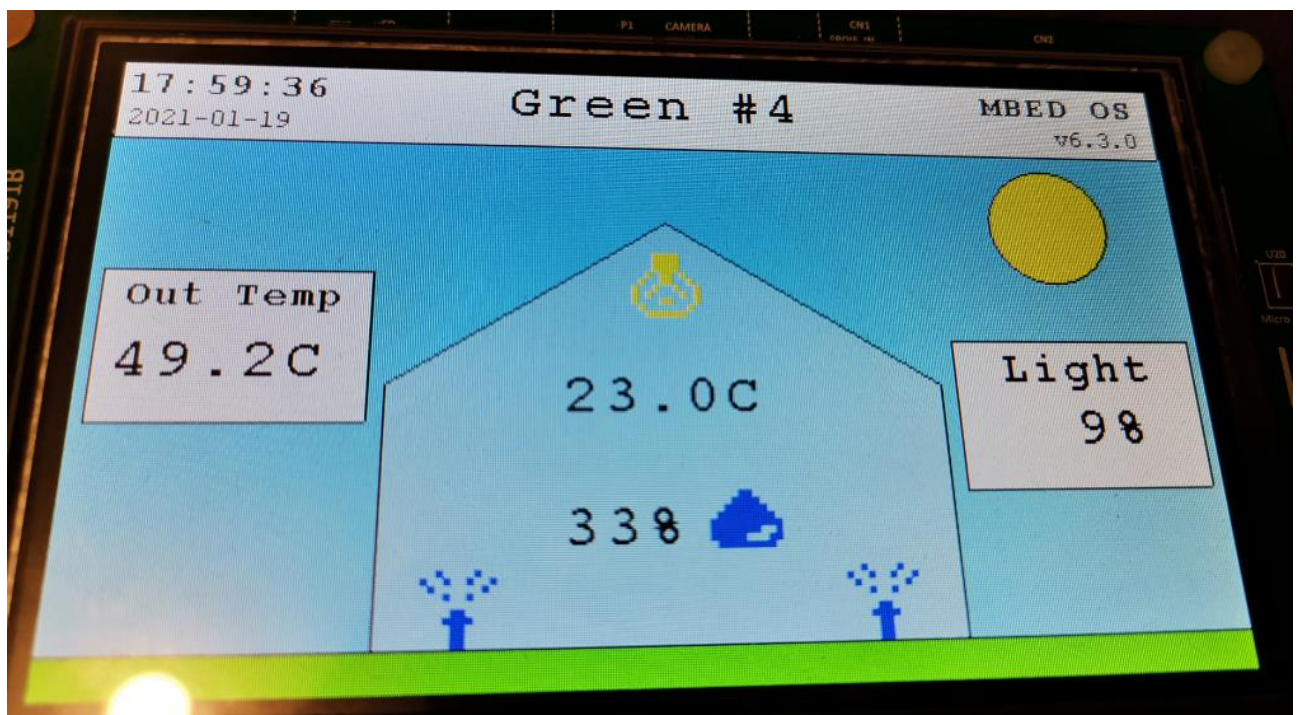 P1 CAMERA
CN1
CN2
17:59:36
2021-01-19
Green #4
MBED OS
v6.3.0
Out Temp
49.2C
23.0C
33%
Light
9%
U20
Micro